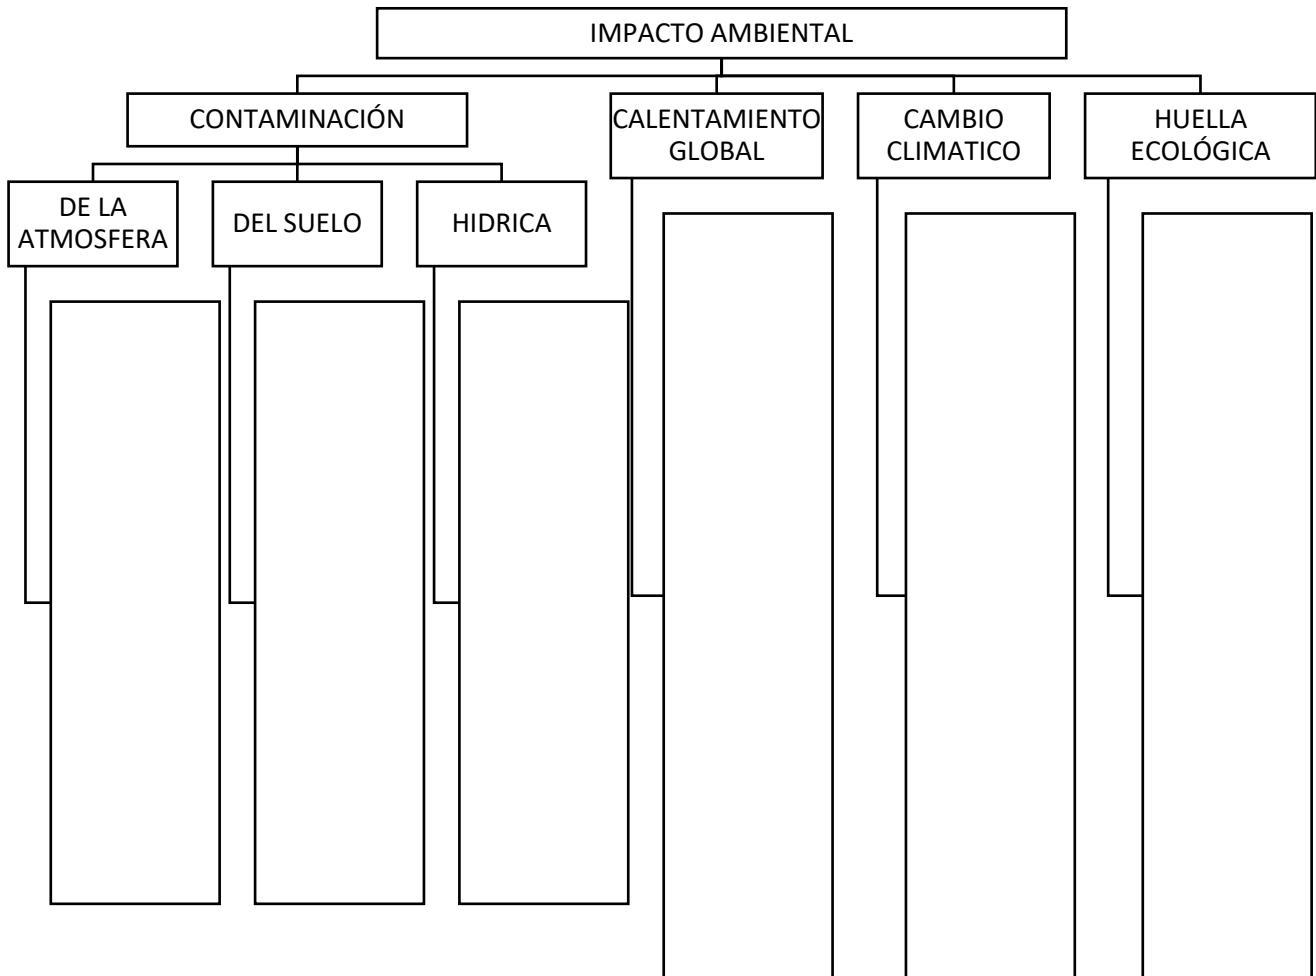 IMPACTO AMBIENTAL
CONTAMINACIÓN
CALENTAMIENTO
GLOBAL
CAMBIO
CLIMATICO
HUELLA
ECOLÓGICA
DE LA
ATMOSFERA
DEL SUELO
HIDRICA